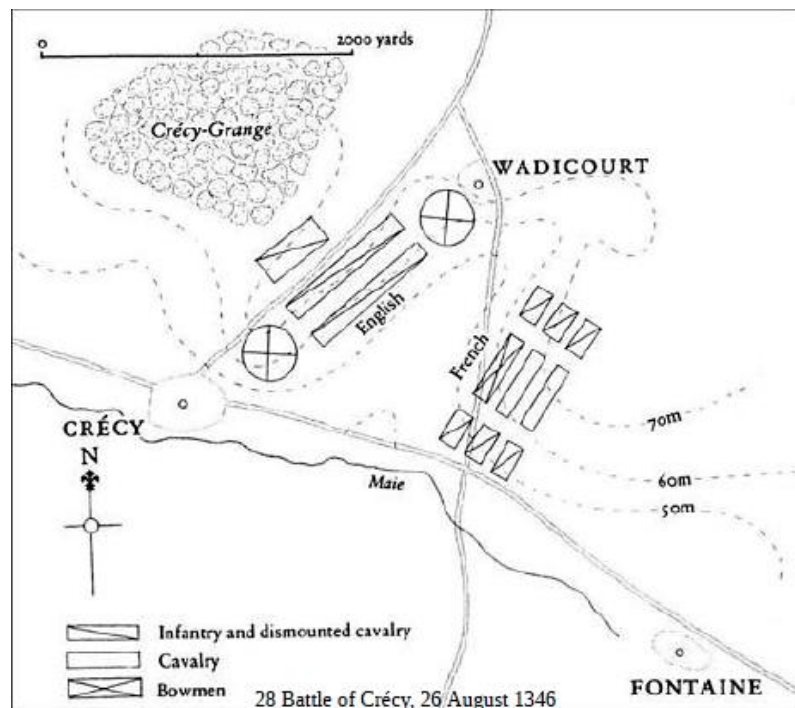 0
2000 yards
Crécy-Grange
WADICOURT
English
French
70m
CRÉCY
N
Maie
60m
50m
Infantry and dismounted cavalry
Cavalry
Bowmen
FONTAINE
28 Battle of Crécy, 26 August 1346